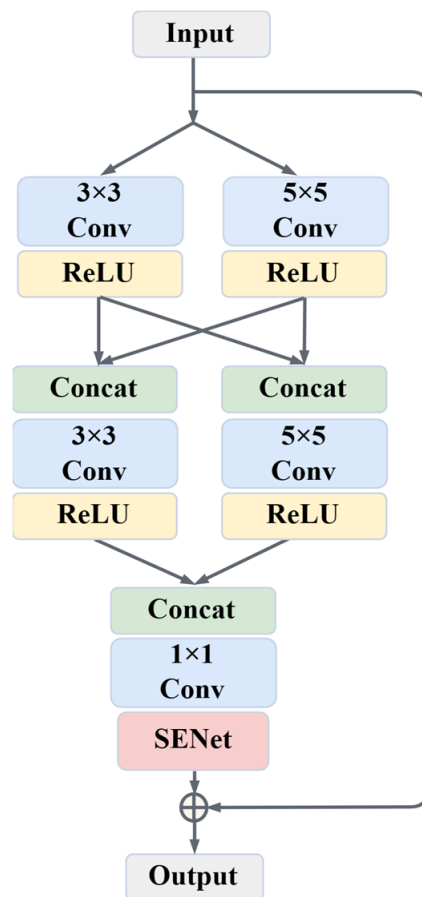 Input
3×3
Conv
5×5
Conv
ReLU
ReLU
Concat
Concat
3×3
Conv
5×5
Conv
ReLU
ReLU
Concat
1×1
Conv
SENet
Output